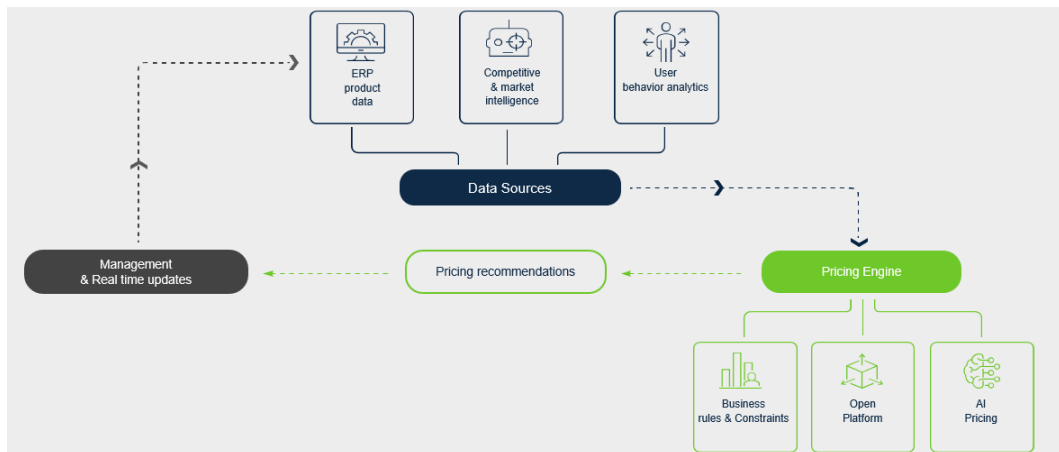 ERP
product
data
Competitive
& market
intelligence
User
behavior analytics
Data Sources
Management
& Real time updates
Pricing recommendations
Pricing Engine
Business
rules & Constraints
Open
Platform
AI
Pricing